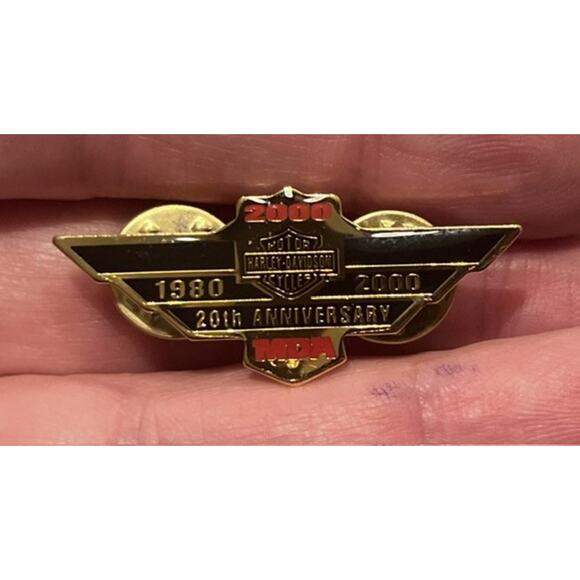 2000
MOTOR
HARLEY-DAVIDSON
CYCLES
1980 2000
20th ANNIVERSARY
MDA